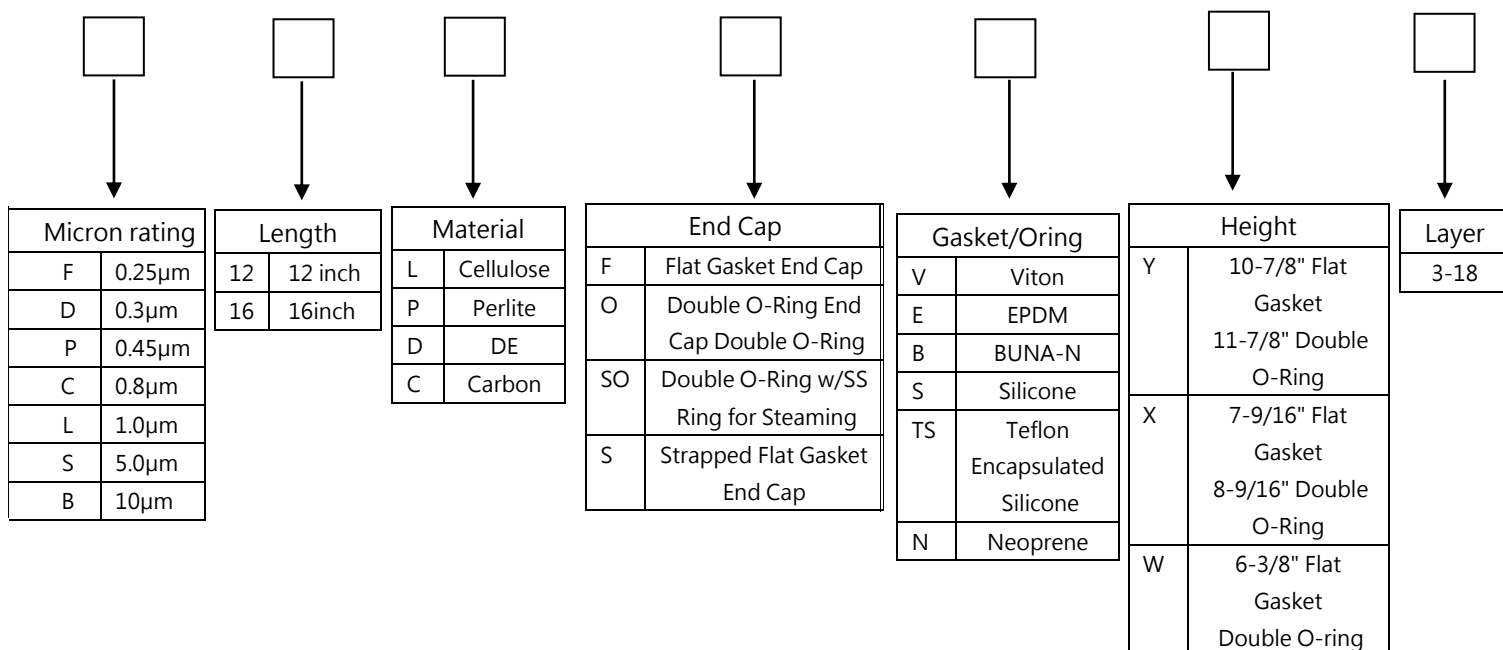 Micron rating
F 0.25µm
D 0.3µm
P 0.45µm
C 0.8µm
L 1.0µm
S 5.0µm
B 10µm
Length
12 12 inch
16 16inch
Material
L Cellulose
P Perlite
D DE
C Carbon
End Cap
F Flat Gasket End Cap
O Double O-Ring End
Cap Double O-Ring
SO Double O-Ring w/SS
Ring for Steaming
S Strapped Flat Gasket
End Cap
Gasket/Oring
V Viton
E EPDM
B BUNA-N
S Silicone
TS Teflon
Encapsulated
Silicone
N Neoprene
Height
Y 10-7/8" Flat
Gasket
11-7/8" Double
O-Ring
X 7-9/16" Flat
Gasket
8-9/16" Double
O-Ring
W 6-3/8" Flat
Gasket
Double O-ring
Layer
3-18